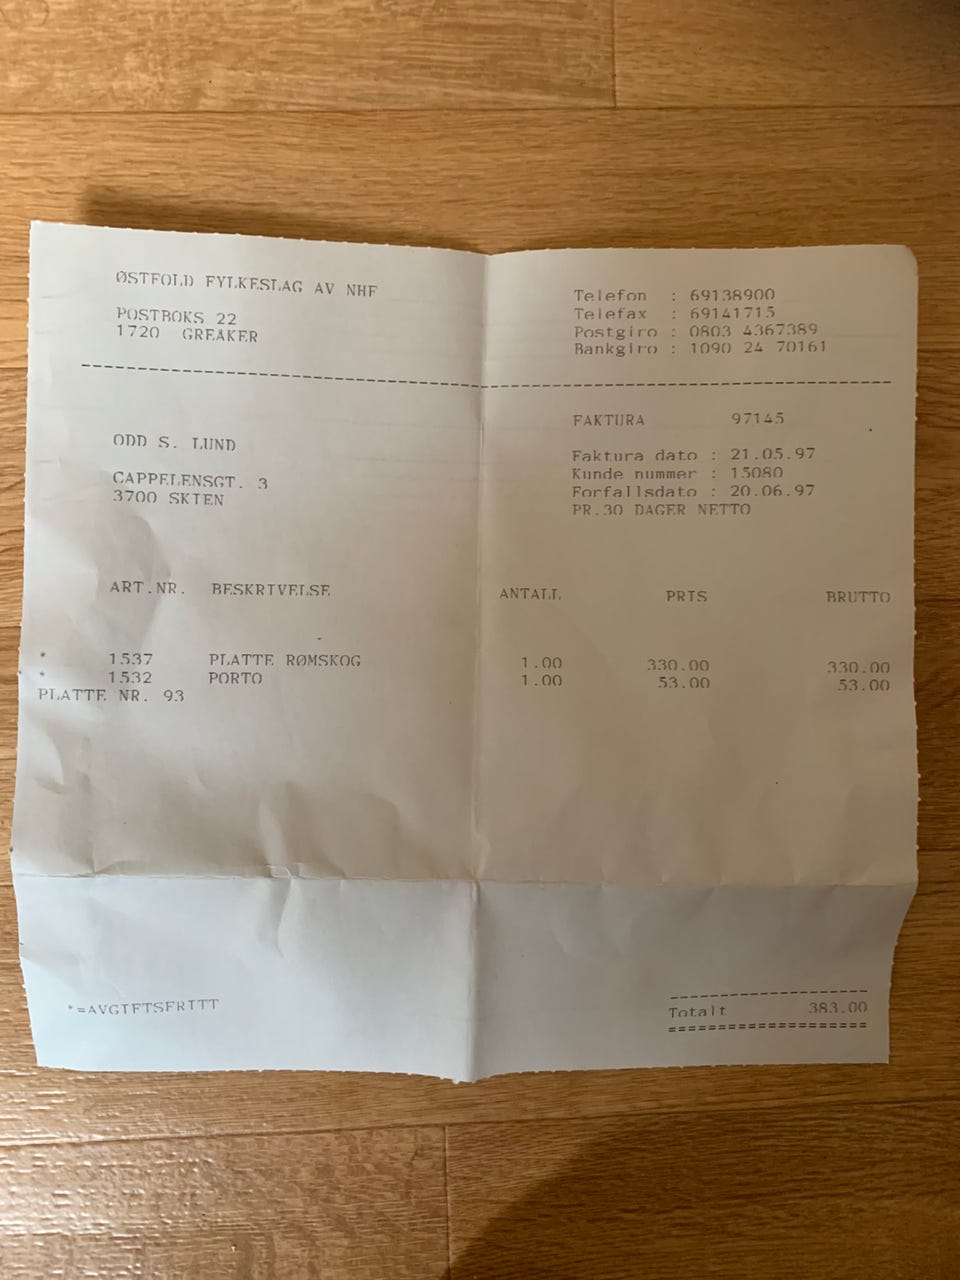 ØSTFOLD FYLKESLAG AV NHF
POSTBOKS 22
1720 GREAKER
Telefon : 69138900
Telefax : 69141715
Postgiro : 0803 4367389
Bankgiro : 1090 24 70161
ODD S. LUND
CAPPELENSGT. 3
3700 SKIEN
FAKTURA 97145
Faktura dato : 21.05.97
Kunde nummer : 15080
Forfallsdato : 20.06.97
PR.30 DAGER NETTO
ART.NR. BESKRIVELSE ANTALL PRIS BRUTTO
* 1537 PLATTE RØMSKOG 1.00 330.00 330.00
* 1532 PORTO 1.00 53.00 53.00
PLATTE NR. 93
*=AVGIFTSFRITT
Totalt 383.00